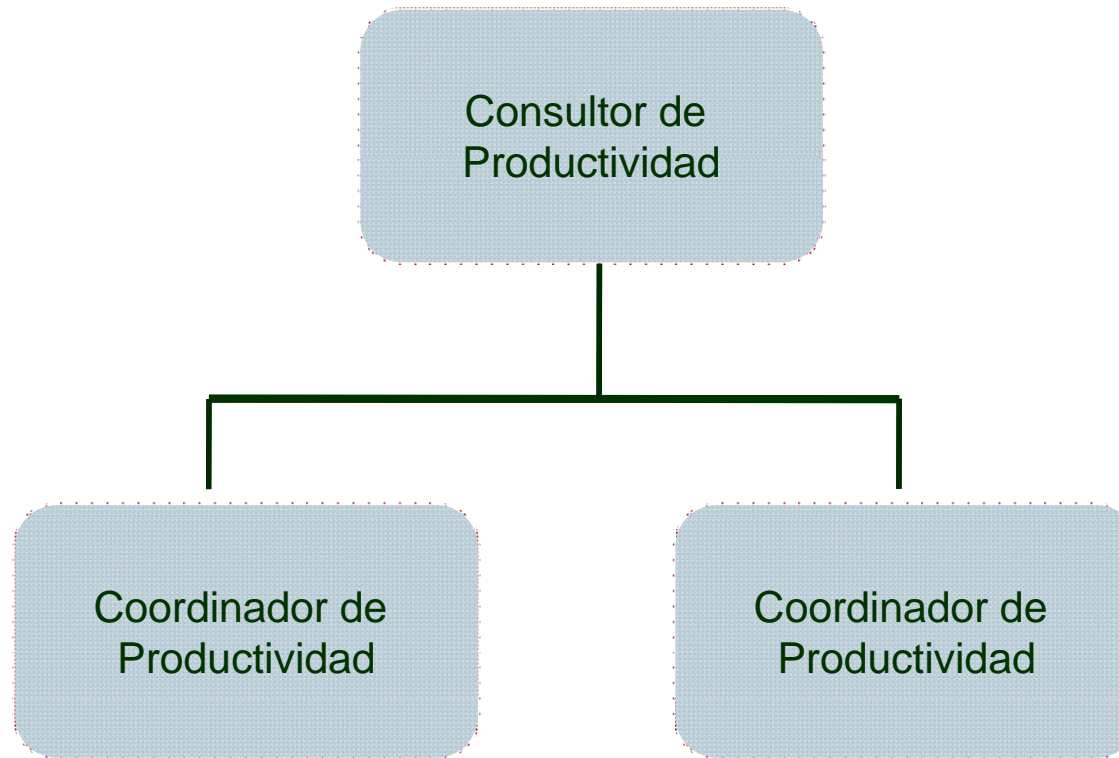 Consultor de
Productividad
Coordinador de
Productividad
Coordinador de
Productividad